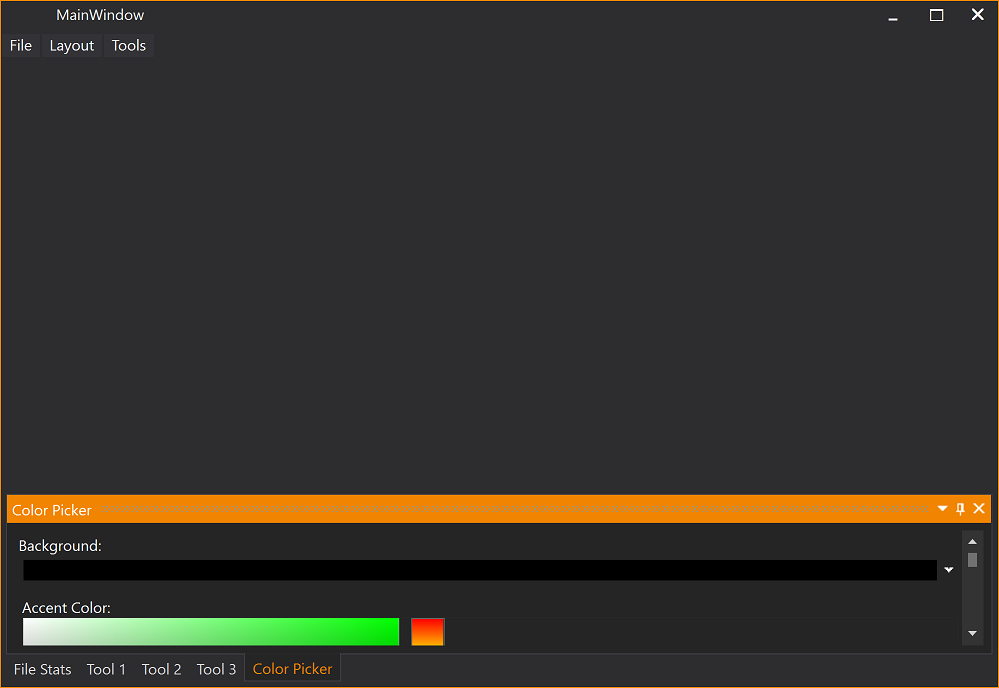 MainWindow
File Layout Tools
Color Picker
Background:
Accent Color:
File Stats Tool 1 Tool 2 Tool 3 Color Picker